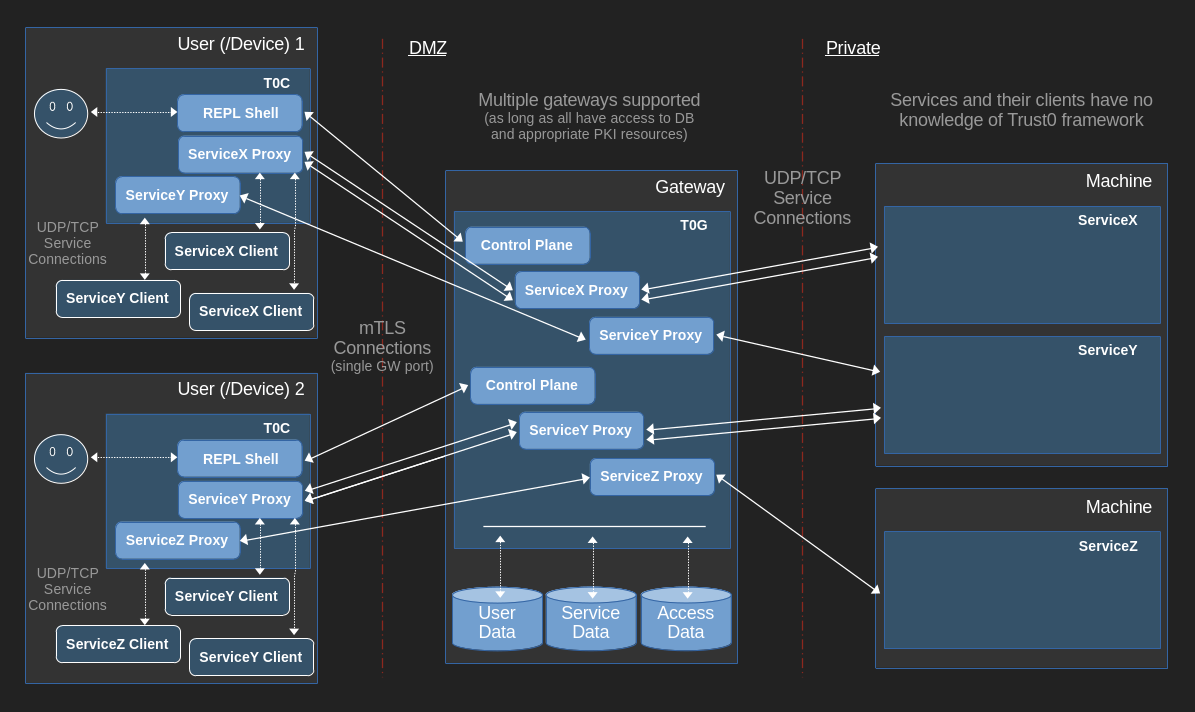 User (/Device) 1
T0C
REPL Shell
ServiceX Proxy
ServiceY Proxy
UDP/TCP
Service
Connections
ServiceX Client
ServiceY Client
ServiceX Client
User (/Device) 2
T0C
REPL Shell
ServiceY Proxy
ServiceZ Proxy
UDP/TCP
Service
Connections
ServiceY Client
ServiceZ Client
ServiceY Client
mTLS
Connections
(single GW port)
DMZ
Multiple gateways supported
(as long as all have access to DB
and appropriate PKI resources)
Gateway
T0G
Control Plane
ServiceX Proxy
ServiceY Proxy
Control Plane
ServiceY Proxy
ServiceZ Proxy
User
Data
Service
Data
Access
Data
UDP/TCP
Service
Connections
Private
Services and their clients have no
knowledge of Trust0 framework
Machine
ServiceX
ServiceY
Machine
ServiceZ